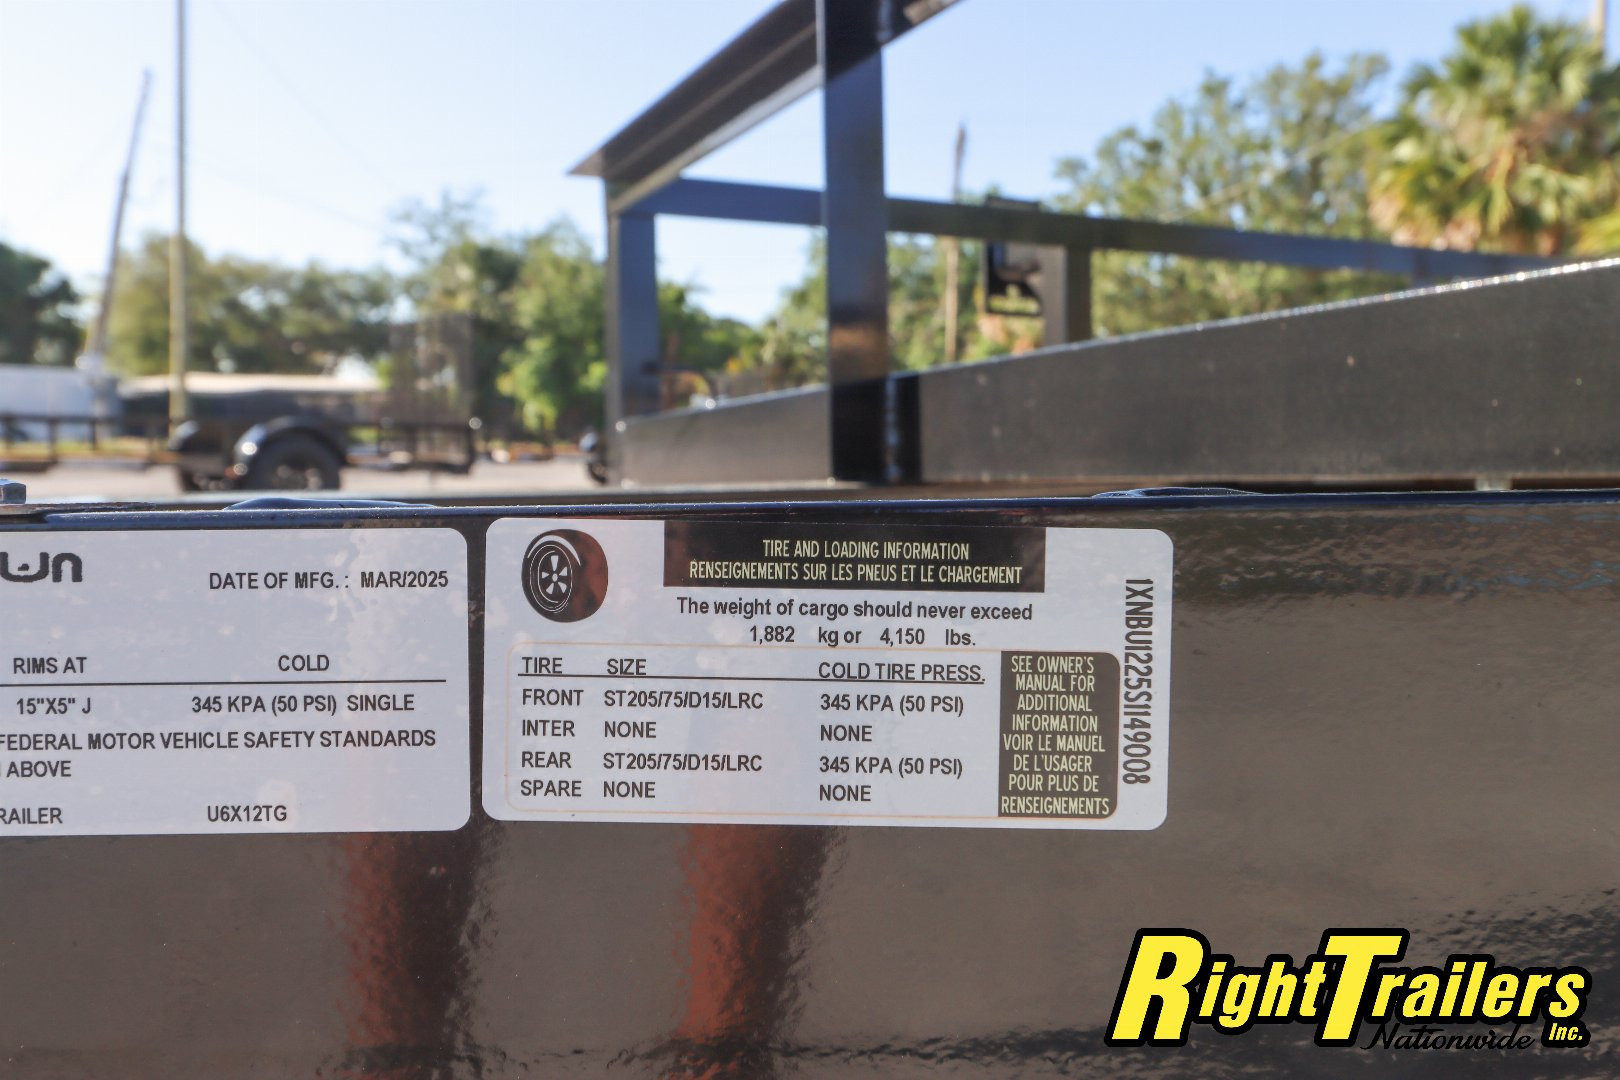 DATE OF MFG. : MAR/2025
RIMS AT COLD
15"X5" J 345 KPA (50 PSI) SINGLE
FEDERAL MOTOR VEHICLE SAFETY STANDARDS
ABOVE
U6X12TG
TIRE AND LOADING INFORMATION
RENSEIGNEMENTS SUR LES PNEUS ET LE CHARGEMENT
The weight of cargo should never exceed
1,882 kg or 4,150 lbs.
TIRE SIZE COLD TIRE PRESS.
FRONT ST205/75/D15/LRC 345 KPA (50 PSI)
INTER NONE NONE
REAR ST205/75/D15/LRC 345 KPA (50 PSI)
SPARE NONE NONE
SEE OWNER'S
MANUAL FOR
ADDITIONAL
INFORMATION
VOIR LE MANUEL
DE L'USAGER
POUR PLUS DE
RENSEIGNEMENTS
1XNBU1225S1149008
RightTrailers Inc.
Nationwide